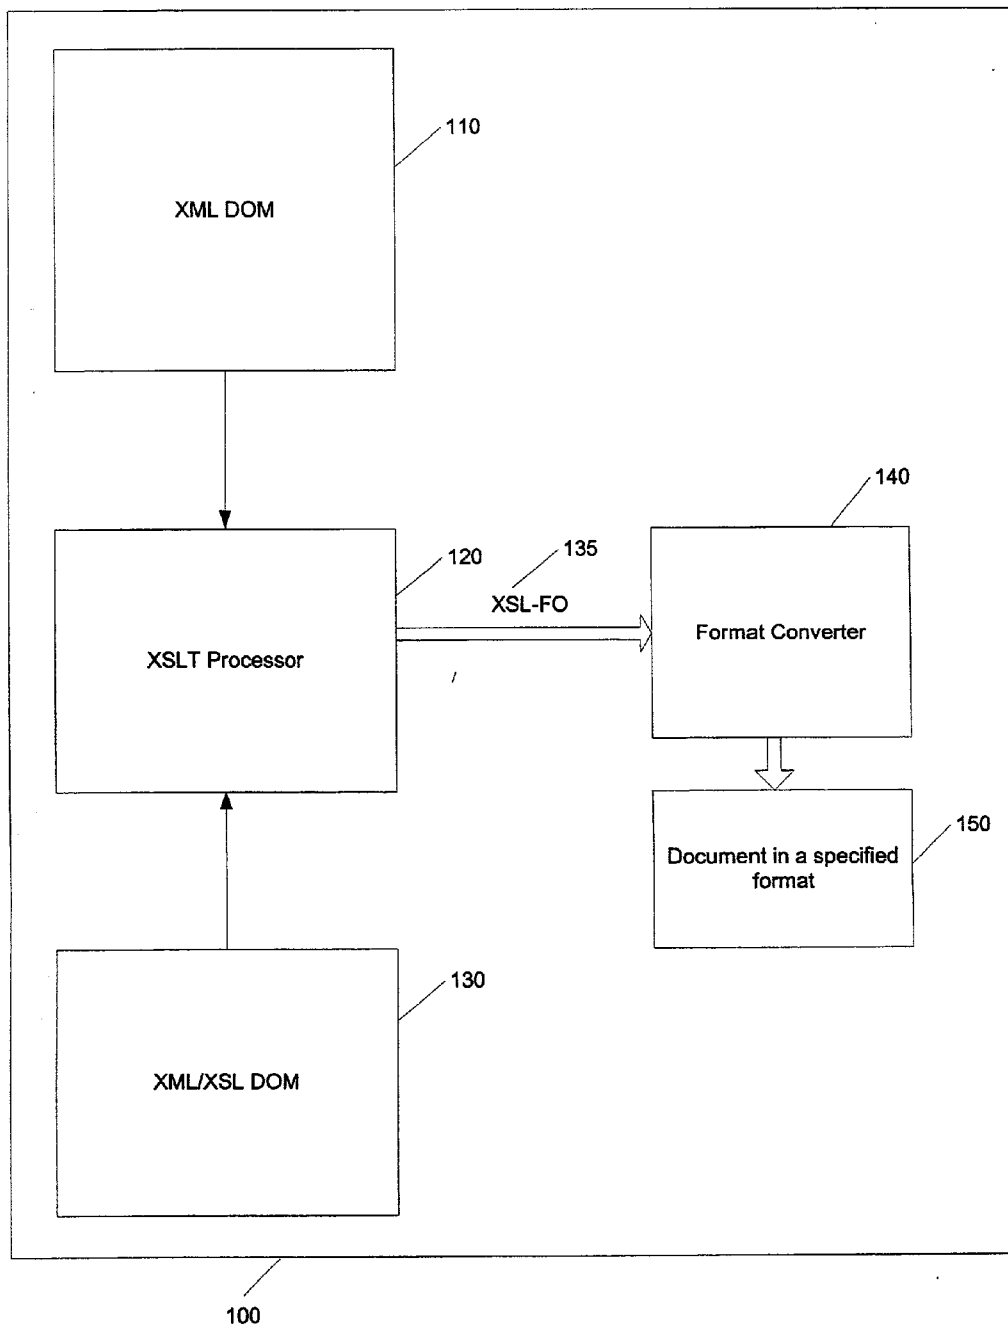 110
XML DOM
140
120
135
XSL-FO
Format Converter
XSLT Processor
150
Document in a specified
format
130
XML/XSL DOM
100